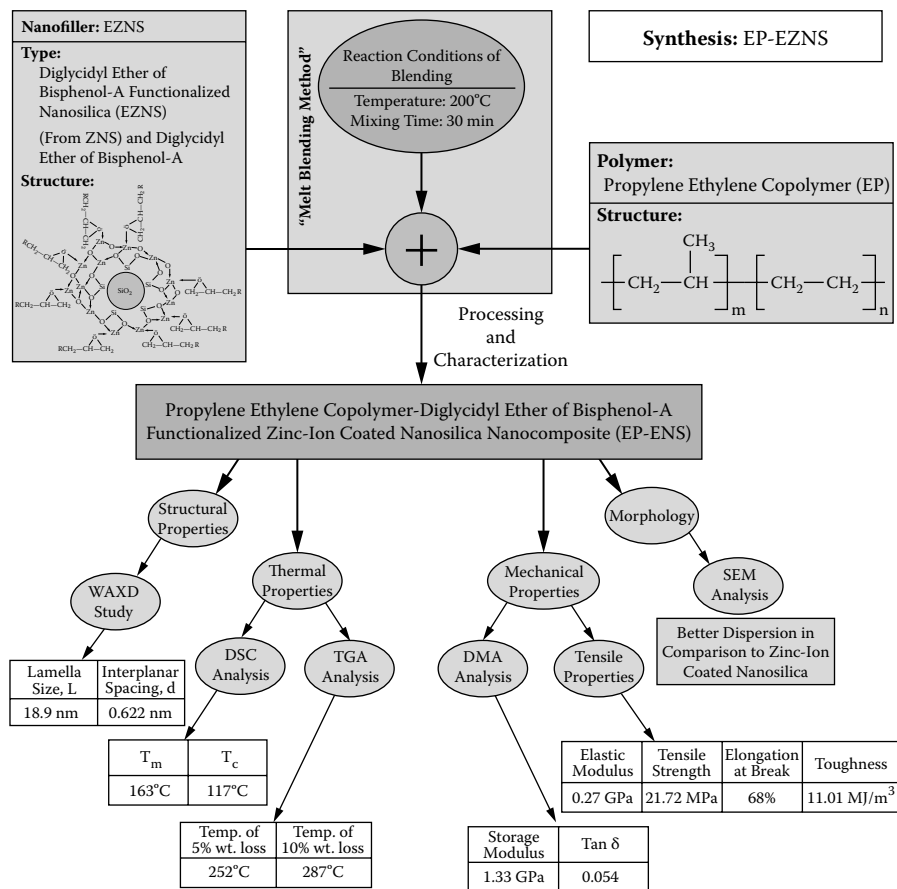 Nanofiller: EZNS
Type:
Diglycidyl Ether of
Bisphenol-A Functionalized
Nanosilica (EZNS)
(From ZNS) and Diglycidyl
Ether of Bisphenol-A
Structure:
SiO2
"Melt Blending Method"
Reaction Conditions of
Blending
Temperature: 200°C
Mixing Time: 30 min
+
Synthesis: EP-EZNS
Polymer:
Propylene Ethylene Copolymer (EP)
Structure:
CH3
CH2—CH
m
CH2—CH2
n
Processing
and
Characterization
Propylene Ethylene Copolymer-Diglycidyl Ether of Bisphenol-A
Functionalized Zinc-Ion Coated Nanosilica Nanocomposite (EP-ENS)
Structural
Properties
WAXD
Study
Lamella Size, L
Interplanar Spacing, d
18.9 nm
0.622 nm
Thermal
Properties
DSC
Analysis
Tm
Tc
163°C
117°C
TGA
Analysis
Temp. of 5% wt. loss
Temp. of 10% wt. loss
252°C
287°C
Mechanical
Properties
DMA
Analysis
Storage Modulus
Tan δ
1.33 GPa
0.054
Tensile
Properties
Elastic Modulus
Tensile Strength
Elongation at Break
Toughness
0.27 GPa
21.72 MPa
68%
11.01 MJ/m³
Morphology
SEM
Analysis
Better Dispersion in
Comparison to Zinc-Ion
Coated Nanosilica